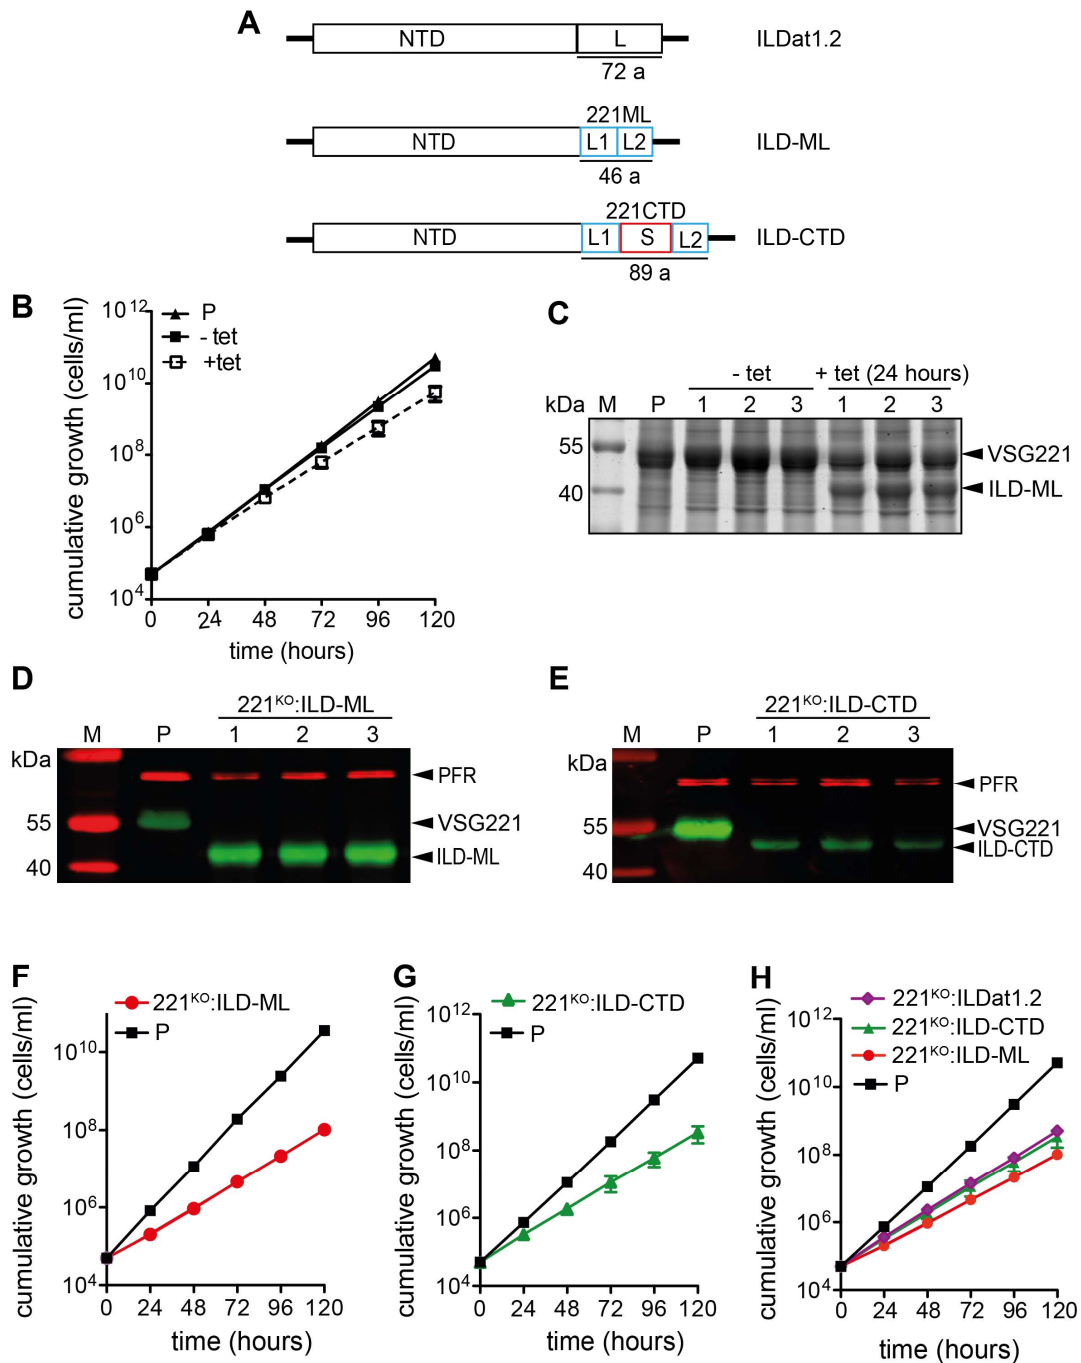 A
NTD L ILDat1.2
72 a
221ML
NTD L1 L2 ILD-ML
46 a
221CTD
NTD L1 S L2 ILD-CTD
89 a
B
cumulative growth (cells/ml)
P
- tet
+tet
10^12
10^10
10^8
10^6
10^4
0 24 48 72 96 120
time (hours)
C
- tet + tet (24 hours)
kDa M P 1 2 3 1 2 3
55 VSG221
40 ILD-ML
D
221^KO:ILD-ML
M P 1 2 3
kDa
PFR
55 VSG221
ILD-ML
40
E
221^KO:ILD-CTD
M P 1 2 3
kDa
PFR
55 VSG221
ILD-CTD
40
F
221^KO:ILD-ML
P
cumulative growth (cells/ml)
10^10
10^8
10^6
10^4
0 24 48 72 96 120
time (hours)
G
221^KO:ILD-CTD
P
cumulative growth (cells/ml)
10^12
10^10
10^8
10^6
10^4
0 24 48 72 96 120
time (hours)
H
221^KO:ILDat1.2
221^KO:ILD-CTD
221^KO:ILD-ML
P
cumulative growth (cells/ml)
10^12
10^10
10^8
10^6
10^4
0 24 48 72 96 120
time (hours)